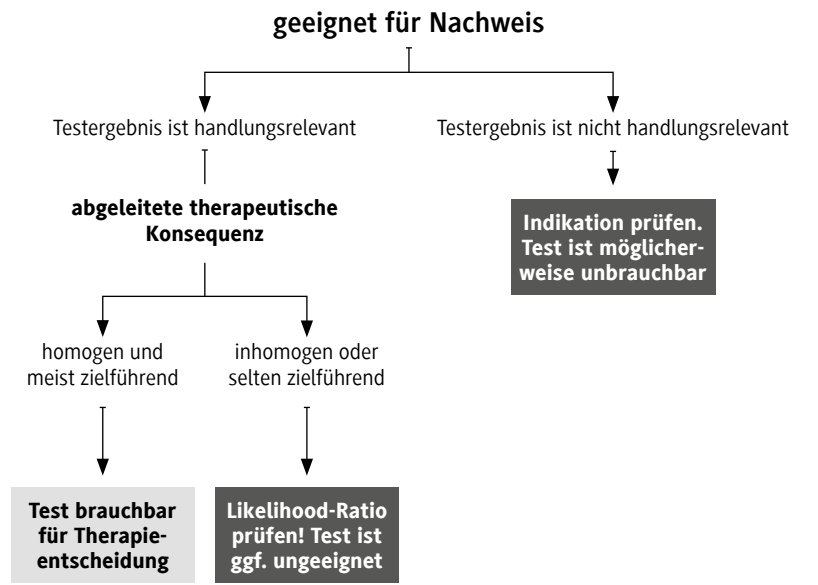 geeignet für Nachweis
Testergebnis ist handlungsrelevant
Testergebnis ist nicht handlungsrelevant
abgeleitete therapeutische
Konsequenz
Indikation prüfen.
Test ist möglicher-
weise unbrauchbar
homogen und
meist zielführend
inhomogen oder
selten zielführend
Test brauchbar
für Therapie-
entscheidung
Likelihood-Ratio
prüfen! Test ist
ggf. ungeeignet